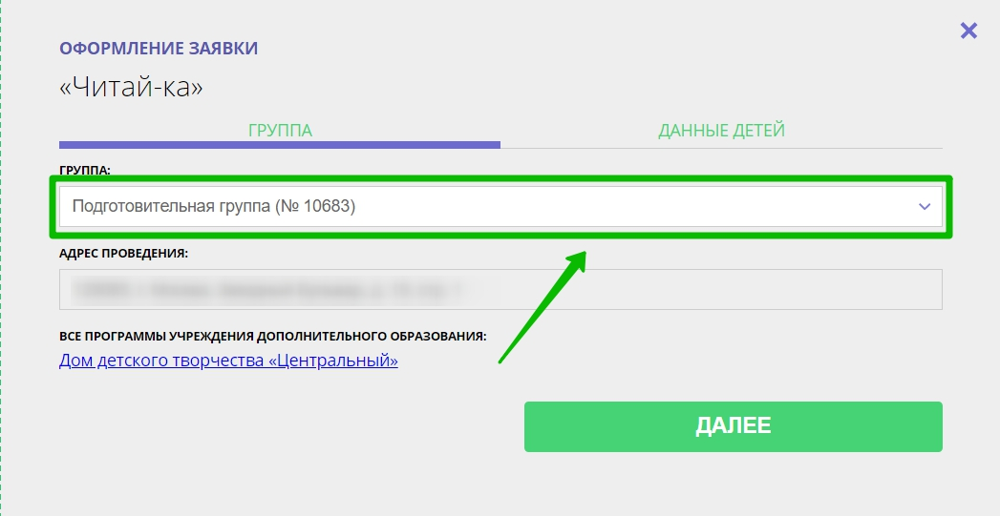 ОФОРМЛЕНИЕ ЗАЯВКИ
«Читай-ка»
ГРУППА ДАННЫЕ ДЕТЕЙ
ГРУППА:
Подготовительная группа (№ 10683)
АДРЕС ПРОВЕДЕНИЯ:
ВСЕ ПРОГРАММЫ УЧРЕЖДЕНИЯ ДОПОЛНИТЕЛЬНОГО ОБРАЗОВАНИЯ:
Дом детского творчества «Центральный»
ДАЛЕЕ